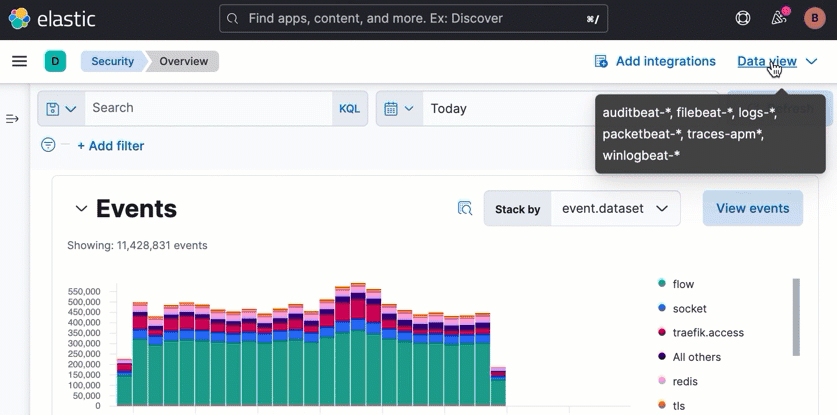 elastic
Find apps, content, and more. Ex: Discover
⌘/
B
D
Security
Overview
Add integrations
Data view
Search
KQL
Today
auditbeat-*, filebeat-*, logs-*,
packetbeat-*, traces-apm*,
winlogbeat-*
+ Add filter
Events
Stack by
event.dataset
View events
Showing: 11,428,831 events
550,000
500,000
450,000
400,000
350,000
300,000
250,000
200,000
150,000
100,000
50,000
0
flow
socket
traefik.access
All others
redis
tls